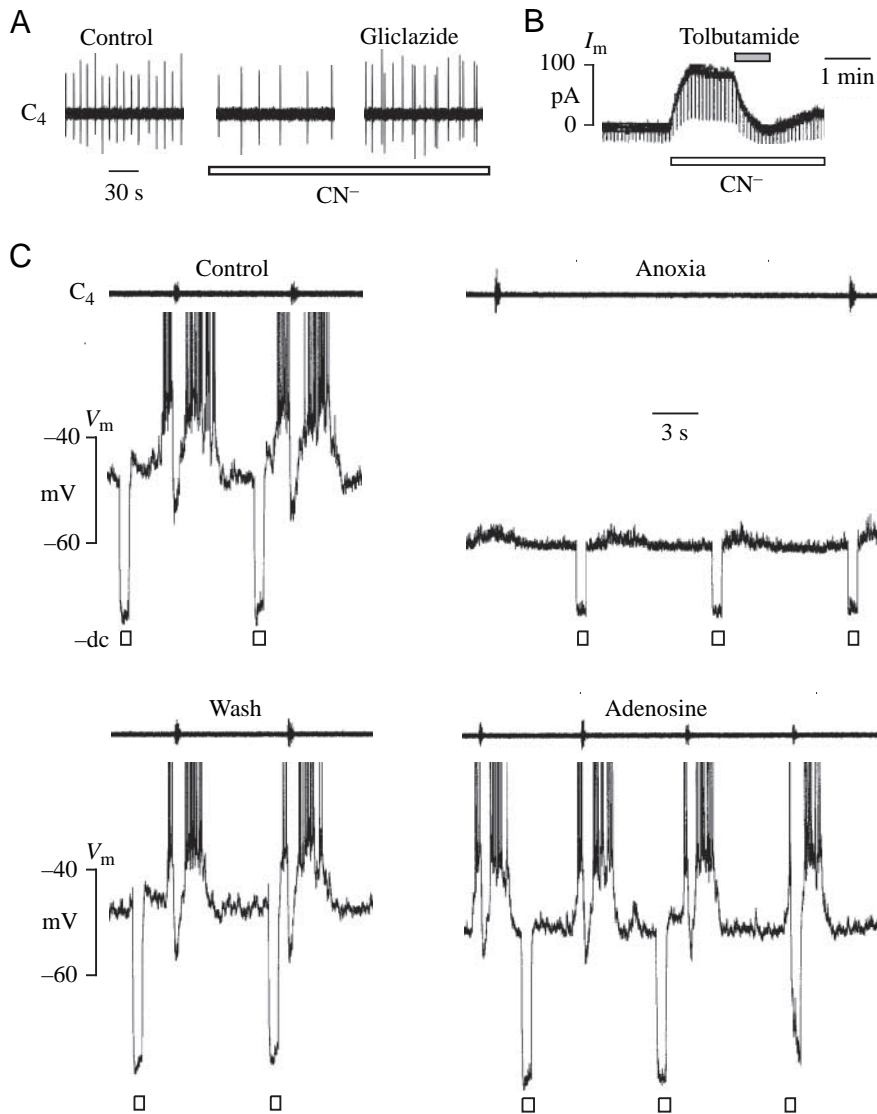 A
Control
Gliclazide
C₄
30 s
CN⁻
B
Iₘ
Tolbutamide
100
pA
0
1 min
CN⁻
C
Control
C₄
Vₘ
–40
mV
–60
–dc
Anoxia
3 s
Wash
Vₘ
–40
mV
–60
Adenosine